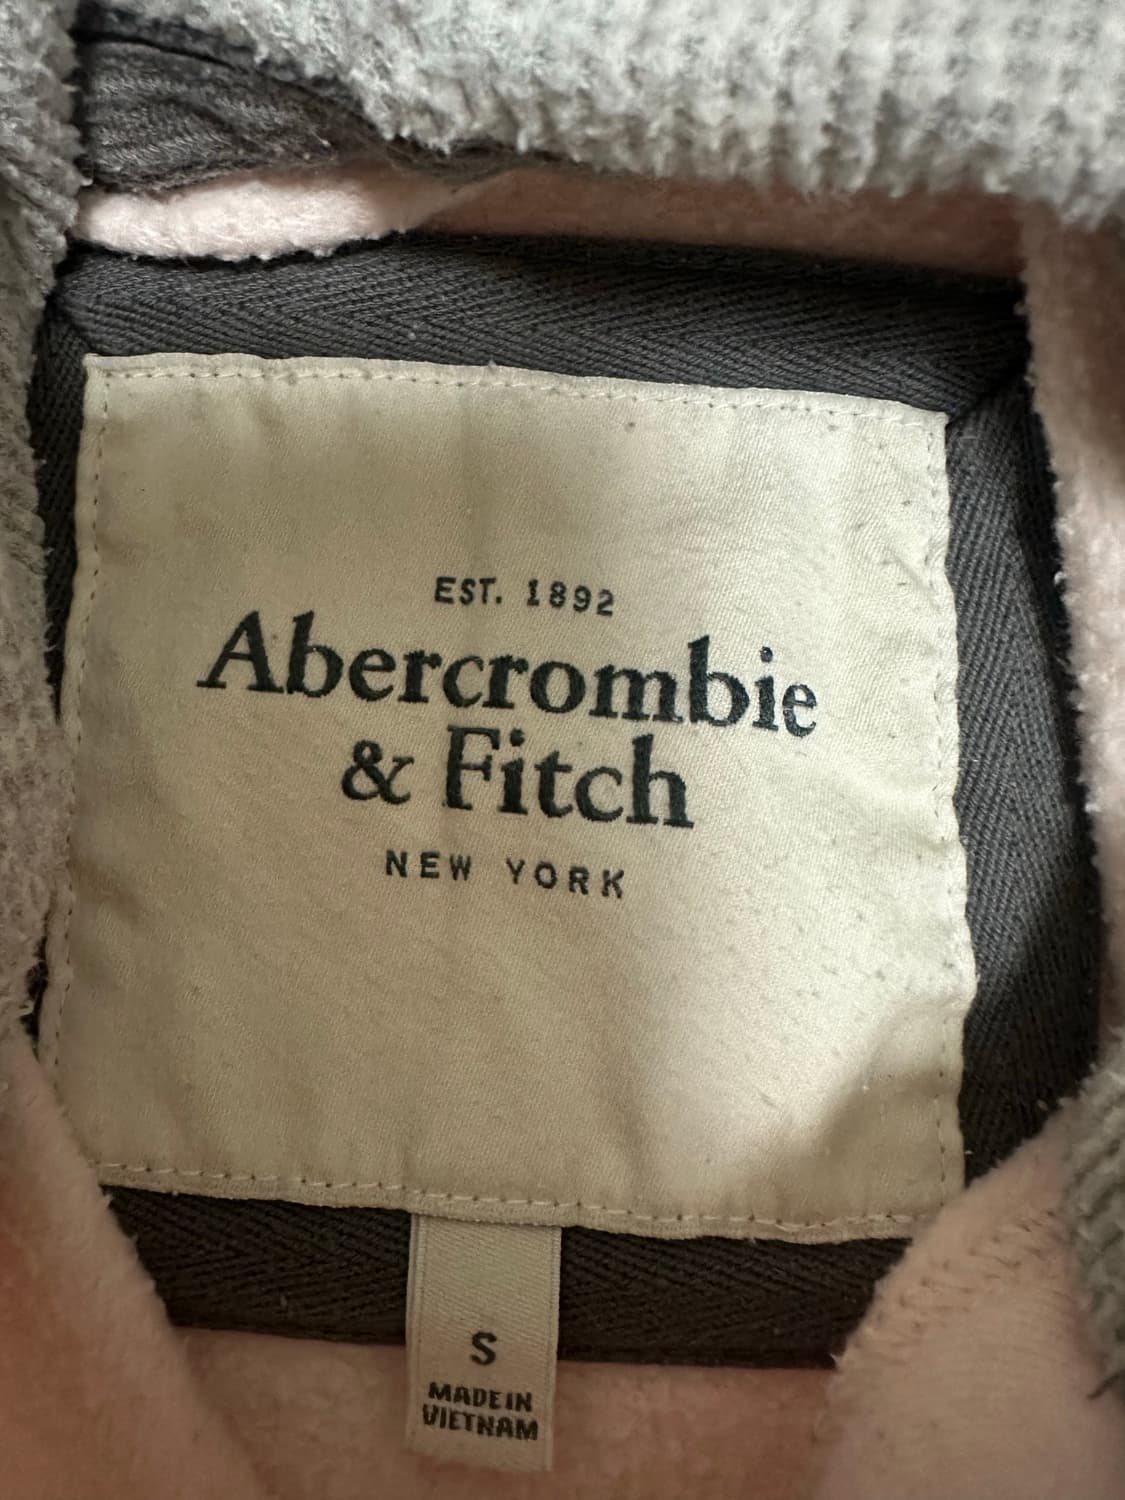 EST. 1892
Abercrombie
& Fitch
NEW YORK
S
MADE IN
VIETNAM